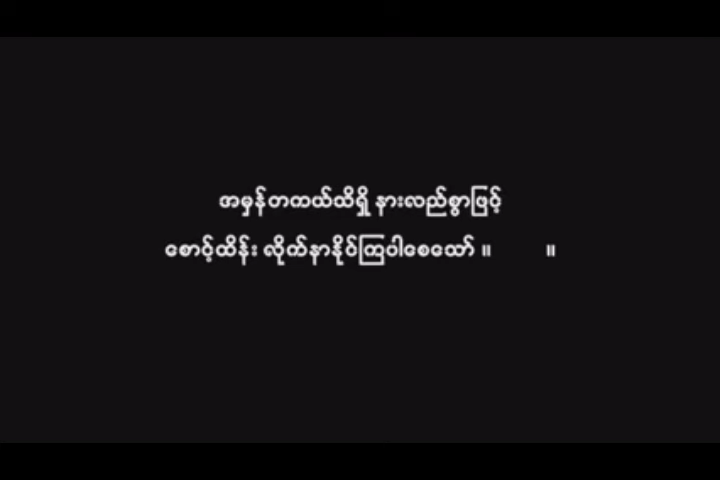 အမှန်တကယ်ထိရှိ နားလည်စွာဖြင့်
စောင့်ထိန်း လိုက်နာနိုင်ကြပါစေသော် ။ ။